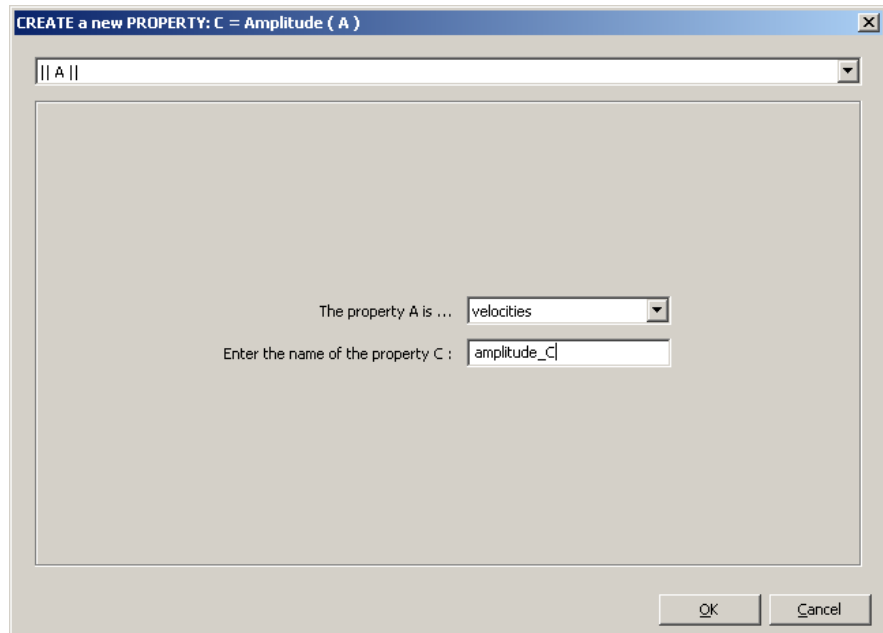 CREATE a new PROPERTY: C = Amplitude ( A )
|| A ||
The property A is ... velocities
Enter the name of the property C : amplitude_C
OK Cancel